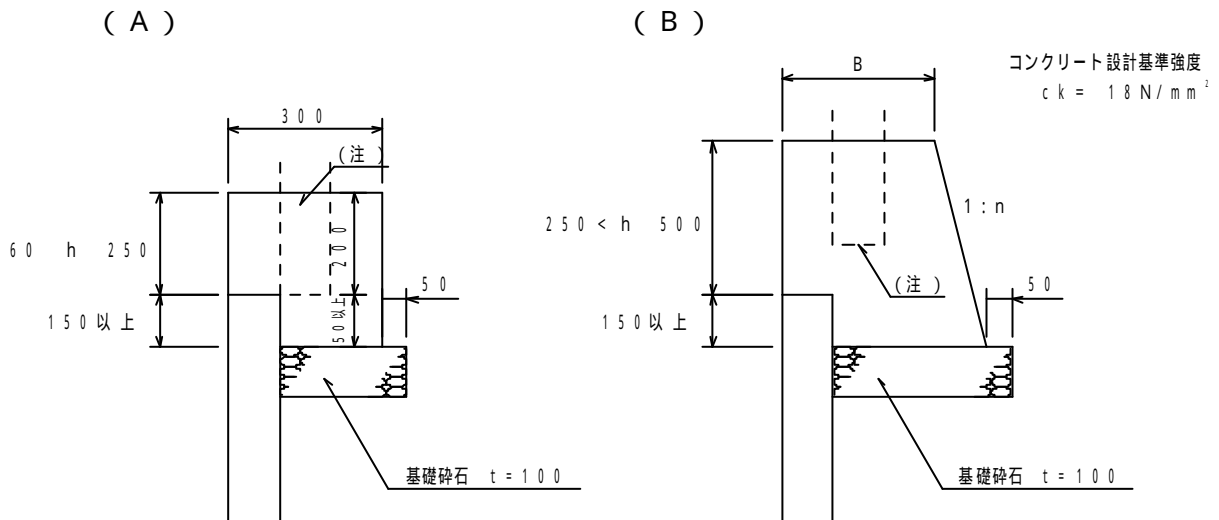 (A)
(B)
コンクリート設計基準強度
ck = 18N/mm²
B
300
(注)
60 h 250
200
50以上
150以上
50
基礎砕石 t=100
250<h 500
1:n
(注)
50
150以上
基礎砕石 t=100